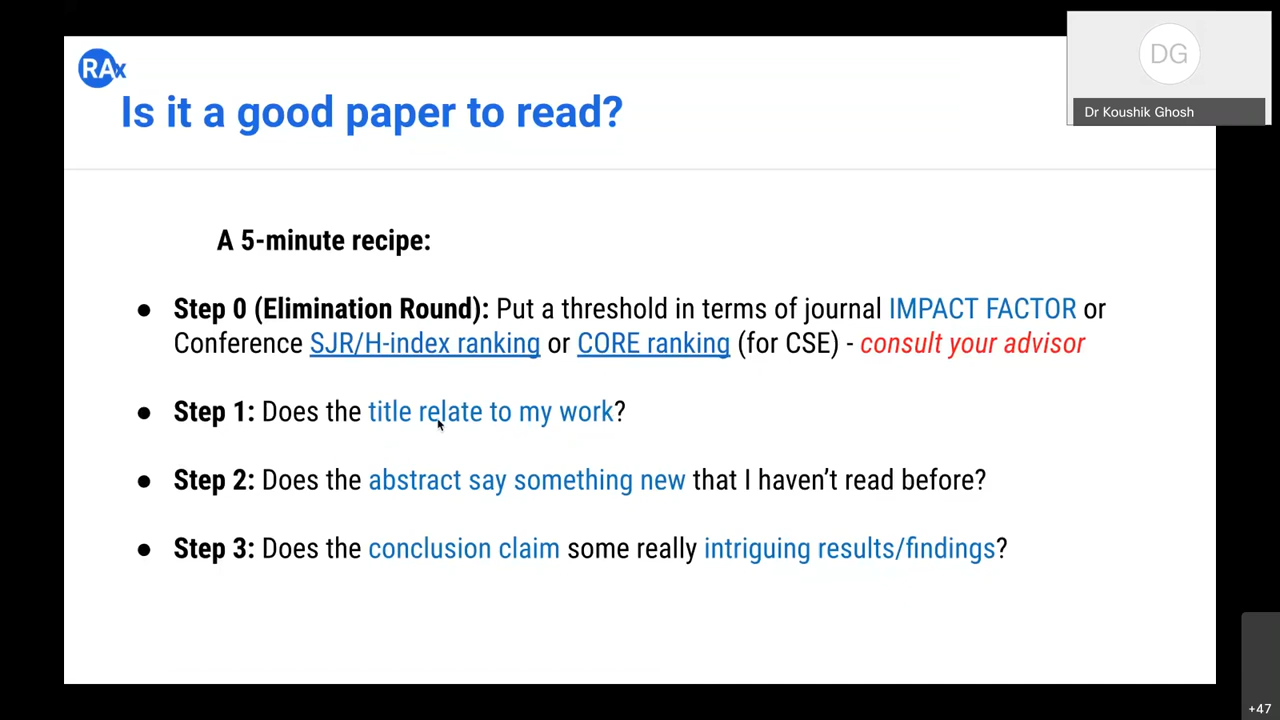 RAx
Is it a good paper to read?
DG
Dr Koushik Ghosh
A 5-minute recipe:
● Step 0 (Elimination Round): Put a threshold in terms of journal IMPACT FACTOR or
Conference SJR/H-index ranking or CORE ranking (for CSE) - consult your advisor
● Step 1: Does the title relate to my work?
● Step 2: Does the abstract say something new that I haven’t read before?
● Step 3: Does the conclusion claim some really intriguing results/findings?
+47